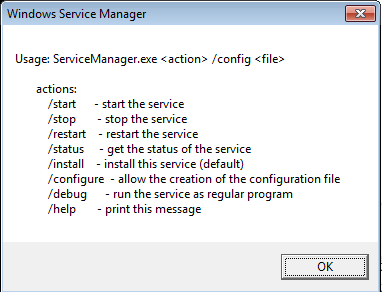 Windows Service Manager
Usage: ServiceManager.exe <action> /config <file>
actions:
/start - start the service
/stop - stop the service
/restart - restart the service
/status - get the status of the service
/install - install this service (default)
/configure - allow the creation of the configuration file
/debug - run the service as regular program
/help - print this message
OK